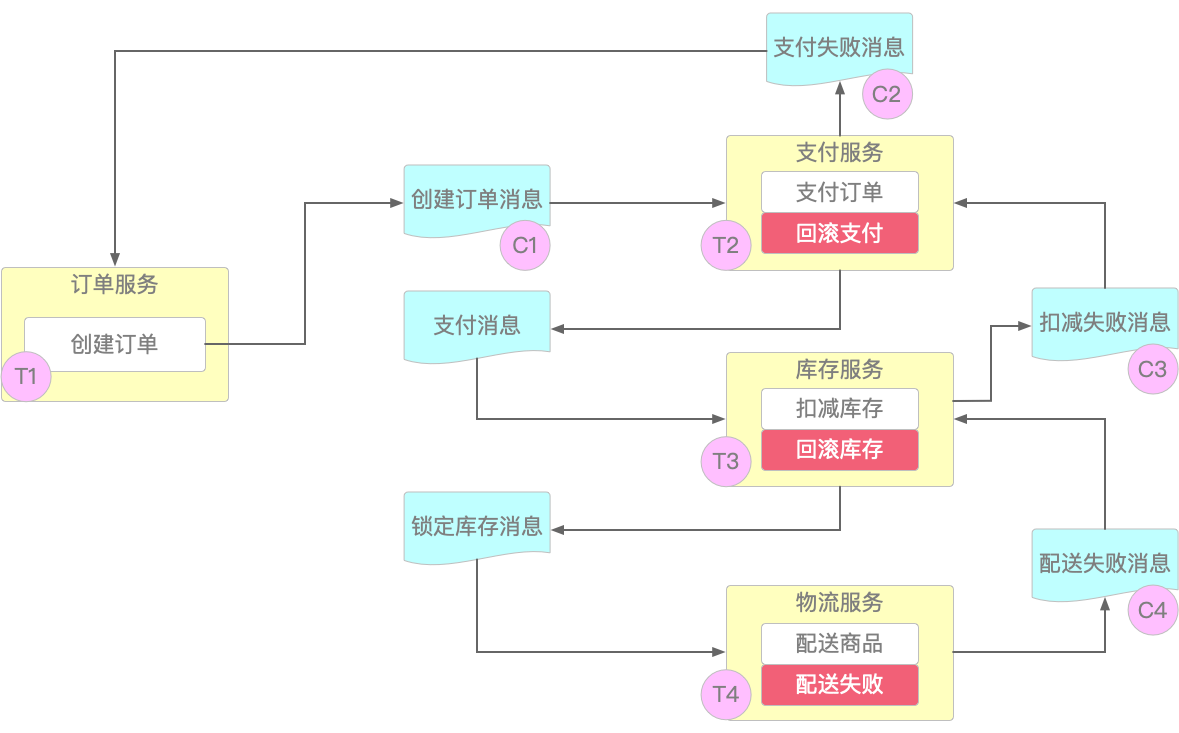 支付失败消息
C2
支付服务
支付订单
回滚支付
T2
创建订单消息
C1
订单服务
创建订单
T1
支付消息
扣减失败消息
C3
库存服务
扣减库存
回滚库存
T3
锁定库存消息
配送失败消息
C4
物流服务
配送商品
配送失败
T4